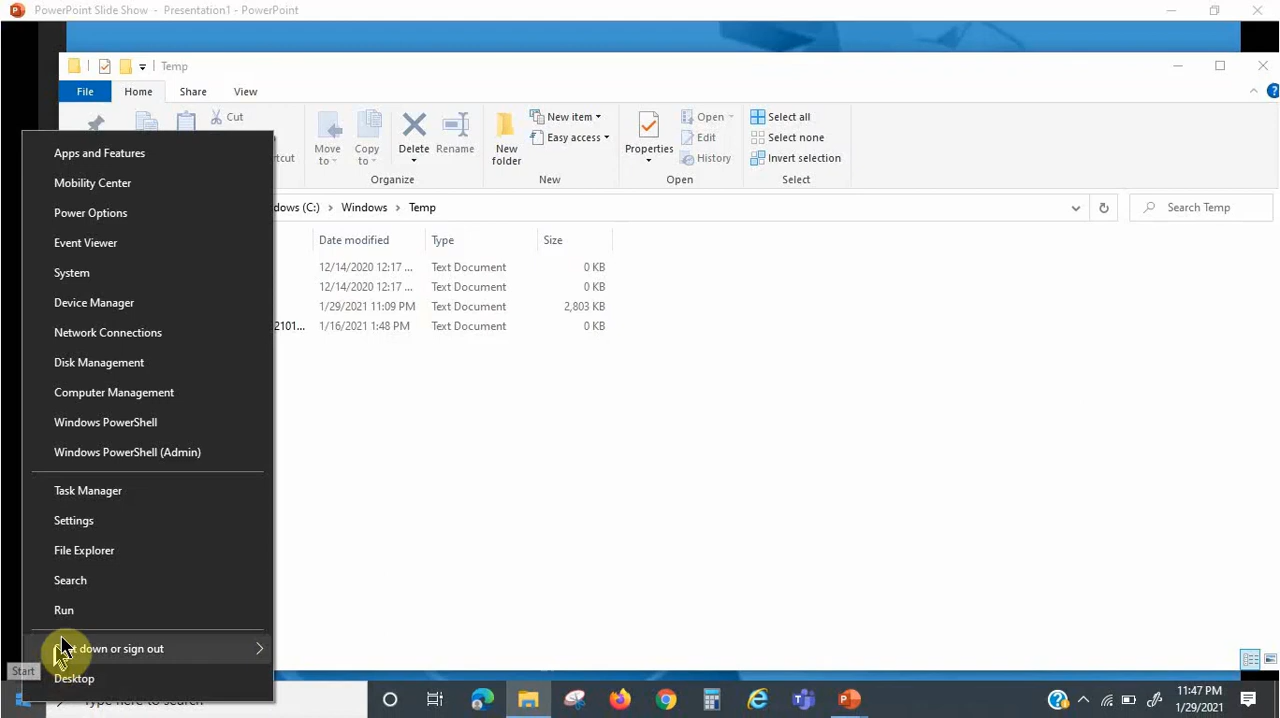 PowerPoint Slide Show - Presentation1 - PowerPoint
Temp
File Home Share View
Cut
Move to
Copy to
Delete
Rename
New folder
New item
Easy access
Properties
Open
Edit
History
Select all
Select none
Invert selection
Organize New Open Select
(C:) Windows Temp
Search Temp
Date modified Type Size
12/14/2020 12:17 ... Text Document 0 KB
12/14/2020 12:17 ... Text Document 0 KB
1/29/2021 11:09 PM Text Document 2,803 KB
2101... 1/16/2021 1:48 PM Text Document 0 KB
Apps and Features
Mobility Center
Power Options
Event Viewer
System
Device Manager
Network Connections
Disk Management
Computer Management
Windows PowerShell
Windows PowerShell (Admin)
Task Manager
Settings
File Explorer
Search
Run
down or sign out
Desktop
Start
11:47 PM
1/29/2021